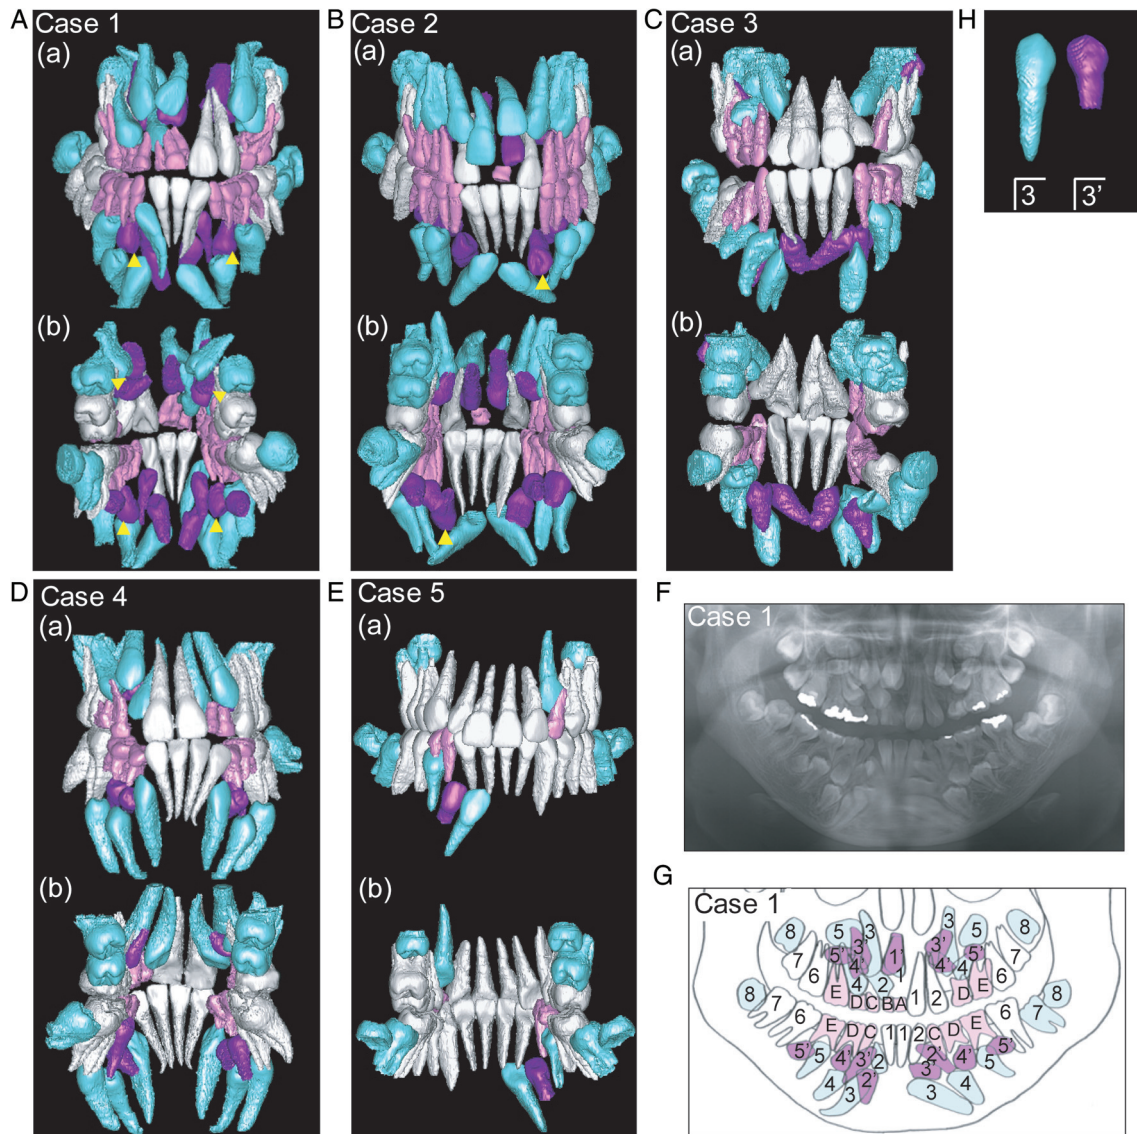 A Case 1
(a)
(b)
B Case 2
(a)
(b)
C Case 3
(a)
(b)
H
3 3'
D Case 4
(a)
(b)
E Case 5
(a)
(b)
F
Case 1
G
Case 1
3
8 5 3 3' 3' 5 8
7 5' 4' 1' 4' 5' 7
6 4 2 1 4 6
E D C B A 1 2 D E
8 7 6 E D C 1 1 2 C D E 6 7 8
5' 5 4' 3' 2 2' 4' 5 5'
4 3 2' 3' 3 4